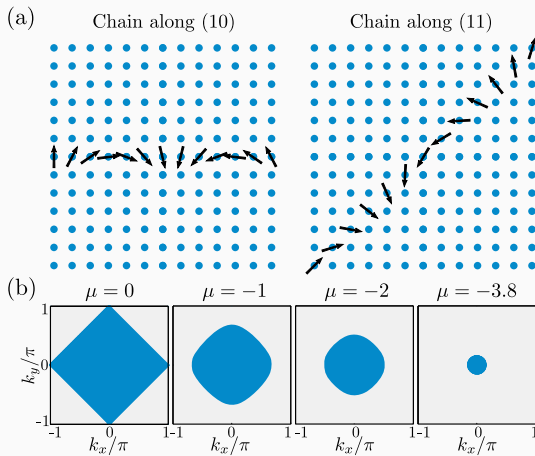 (a)
Chain along (10)
Chain along (11)
(b)
μ = 0
μ = −1
μ = −2
μ = −3.8
k_y/π
1
0
-1
-1 0 1
-1 0 1
-1 0 1
-1 0 1
k_x/π
k_x/π
k_x/π
k_x/π